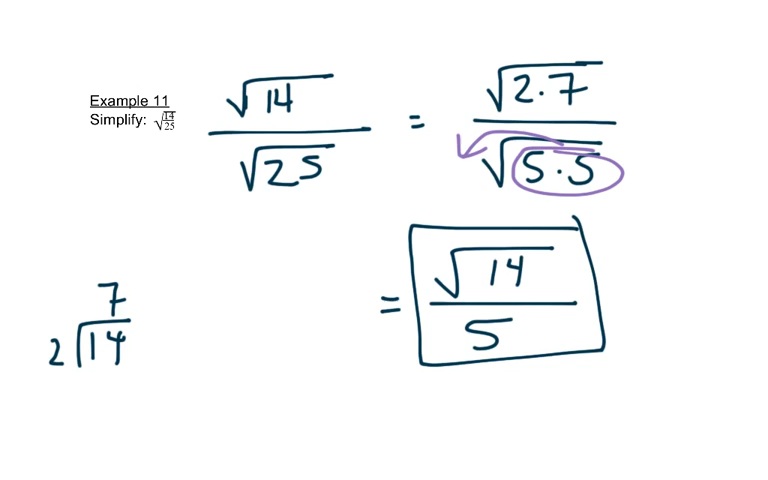 Example 11
Simplify: √14/25
√14/√25 = √2·7/√5·5
= √14/5
7
2√14